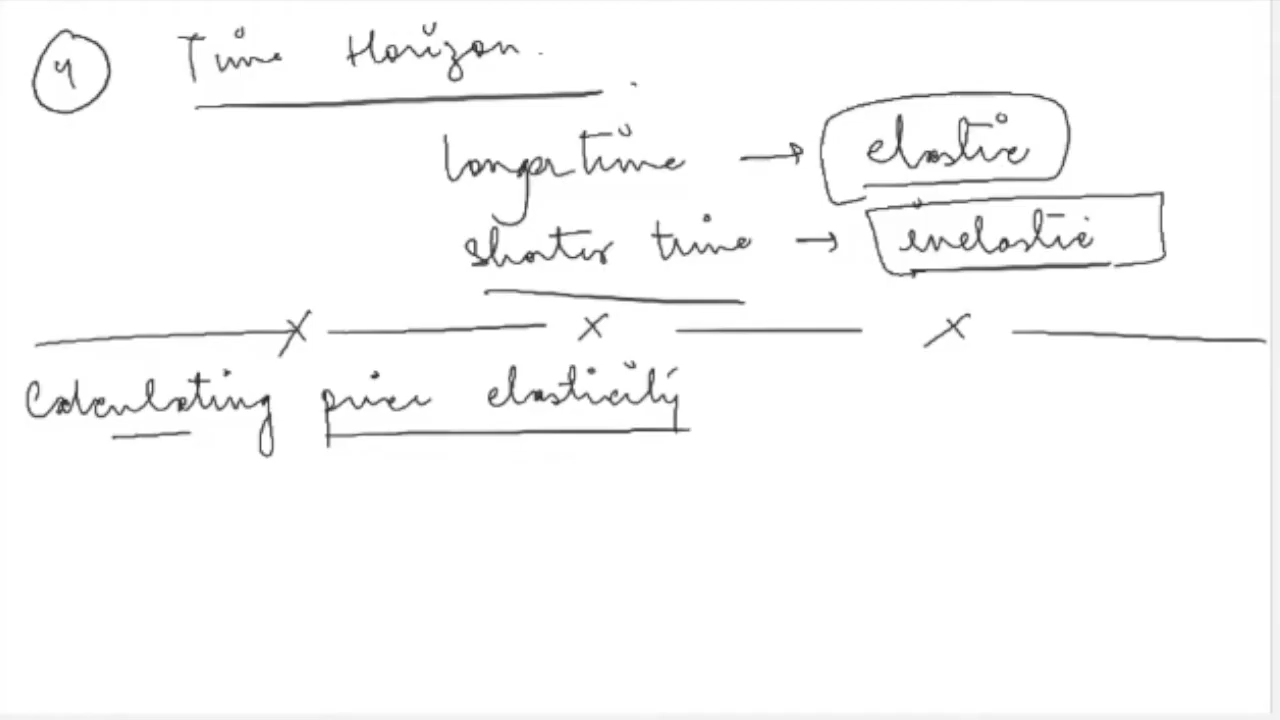 4 Time Horizon.
Longer time → elastic
shorter time → inelastic
x x x
Calculating price elasticity